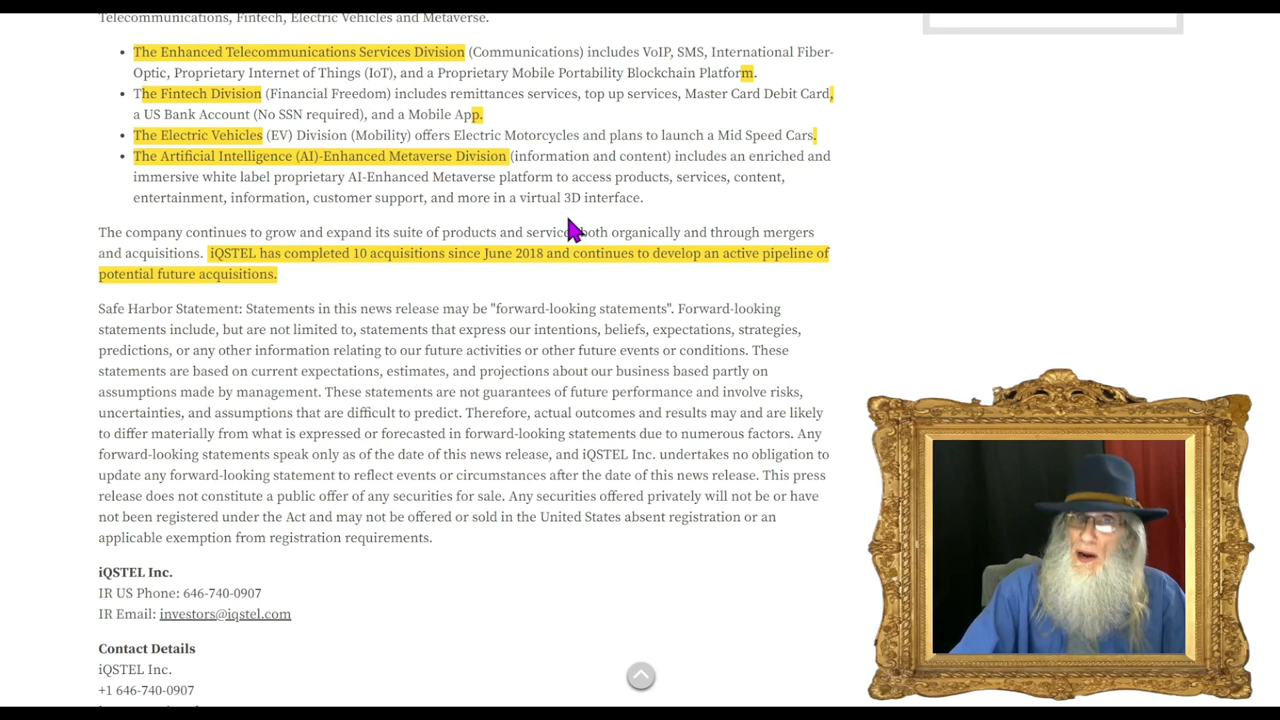 Telecommunications, Fintech, Electric Vehicles and Metaverse.
• The Enhanced Telecommunications Services Division (Communications) includes VoIP, SMS, International Fiber-
Optic, Proprietary Internet of Things (IoT), and a Proprietary Mobile Portability Blockchain Platform.
• The Fintech Division (Financial Freedom) includes remittances services, top up services, Master Card Debit Card,
a US Bank Account (No SSN required), and a Mobile App.
• The Electric Vehicles (EV) Division (Mobility) offers Electric Motorcycles and plans to launch a Mid Speed Cars.
• The Artificial Intelligence (AI)-Enhanced Metaverse Division (information and content) includes an enriched and
immersive white label proprietary AI-Enhanced Metaverse platform to access products, services, content,
entertainment, information, customer support, and more in a virtual 3D interface.
The company continues to grow and expand its suite of products and services both organically and through mergers
and acquisitions. iQSTEL has completed 10 acquisitions since June 2018 and continues to develop an active pipeline of
potential future acquisitions.
Safe Harbor Statement: Statements in this news release may be "forward-looking statements". Forward-looking
statements include, but are not limited to, statements that express our intentions, beliefs, expectations, strategies,
predictions, or any other information relating to our future activities or other future events or conditions. These
statements are based on current expectations, estimates, and projections about our business based partly on
assumptions made by management. These statements are not guarantees of future performance and involve risks,
uncertainties, and assumptions that are difficult to predict. Therefore, actual outcomes and results may and are likely
to differ materially from what is expressed or forecasted in forward-looking statements due to numerous factors. Any
forward-looking statements speak only as of the date of this news release, and iQSTEL Inc. undertakes no obligation to
update any forward-looking statement to reflect events or circumstances after the date of this news release. This press
release does not constitute a public offer of any securities for sale. Any securities offered privately will not be or have
not been registered under the Act and may not be offered or sold in the United States absent registration or an
applicable exemption from registration requirements.
iQSTEL Inc.
IR US Phone: 646-740-0907
IR Email: investors@iqstel.com
Contact Details
iQSTEL Inc.
+1 646-740-0907